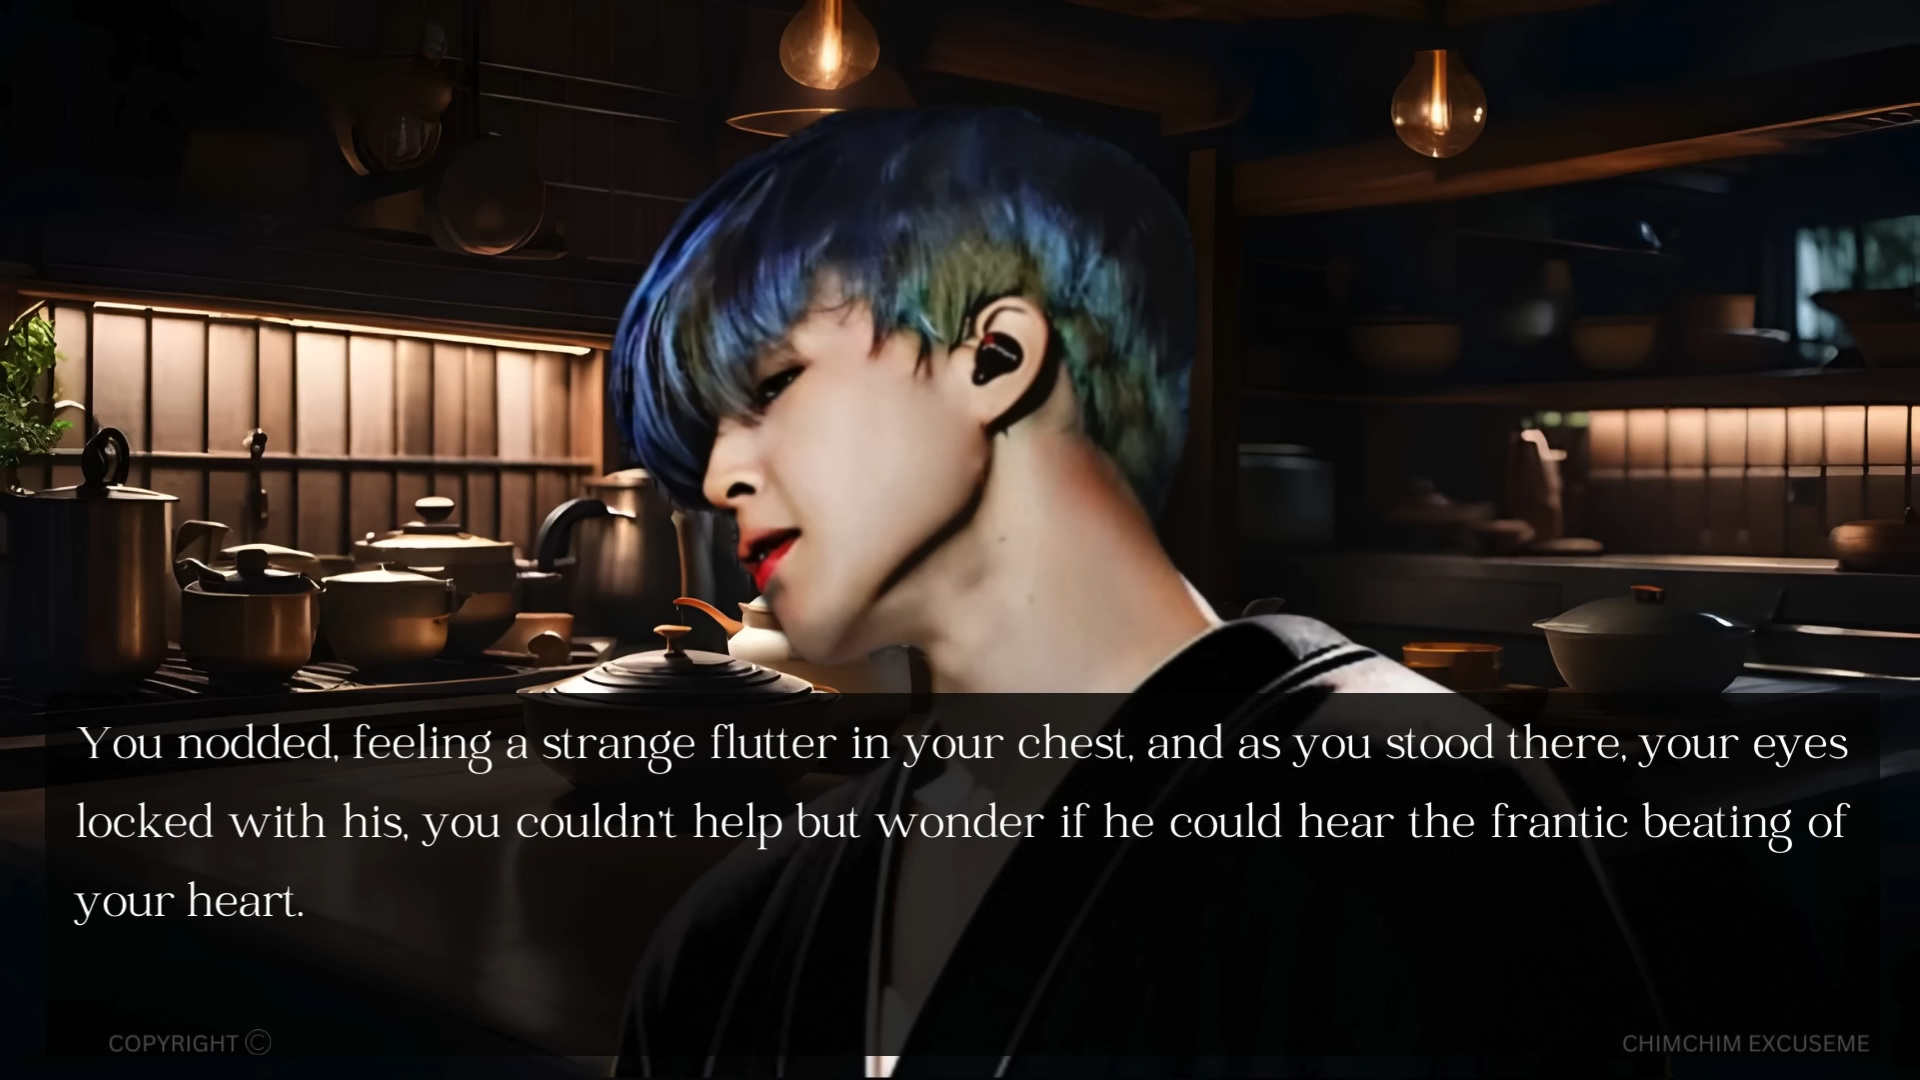 You nodded, feeling a strange flutter in your chest, and as you stood there, your eyes
locked with his, you couldn't help but wonder if he could hear the frantic beating of
your heart.
COPYRIGHT ©
CHIMCHIM EXCUSEME